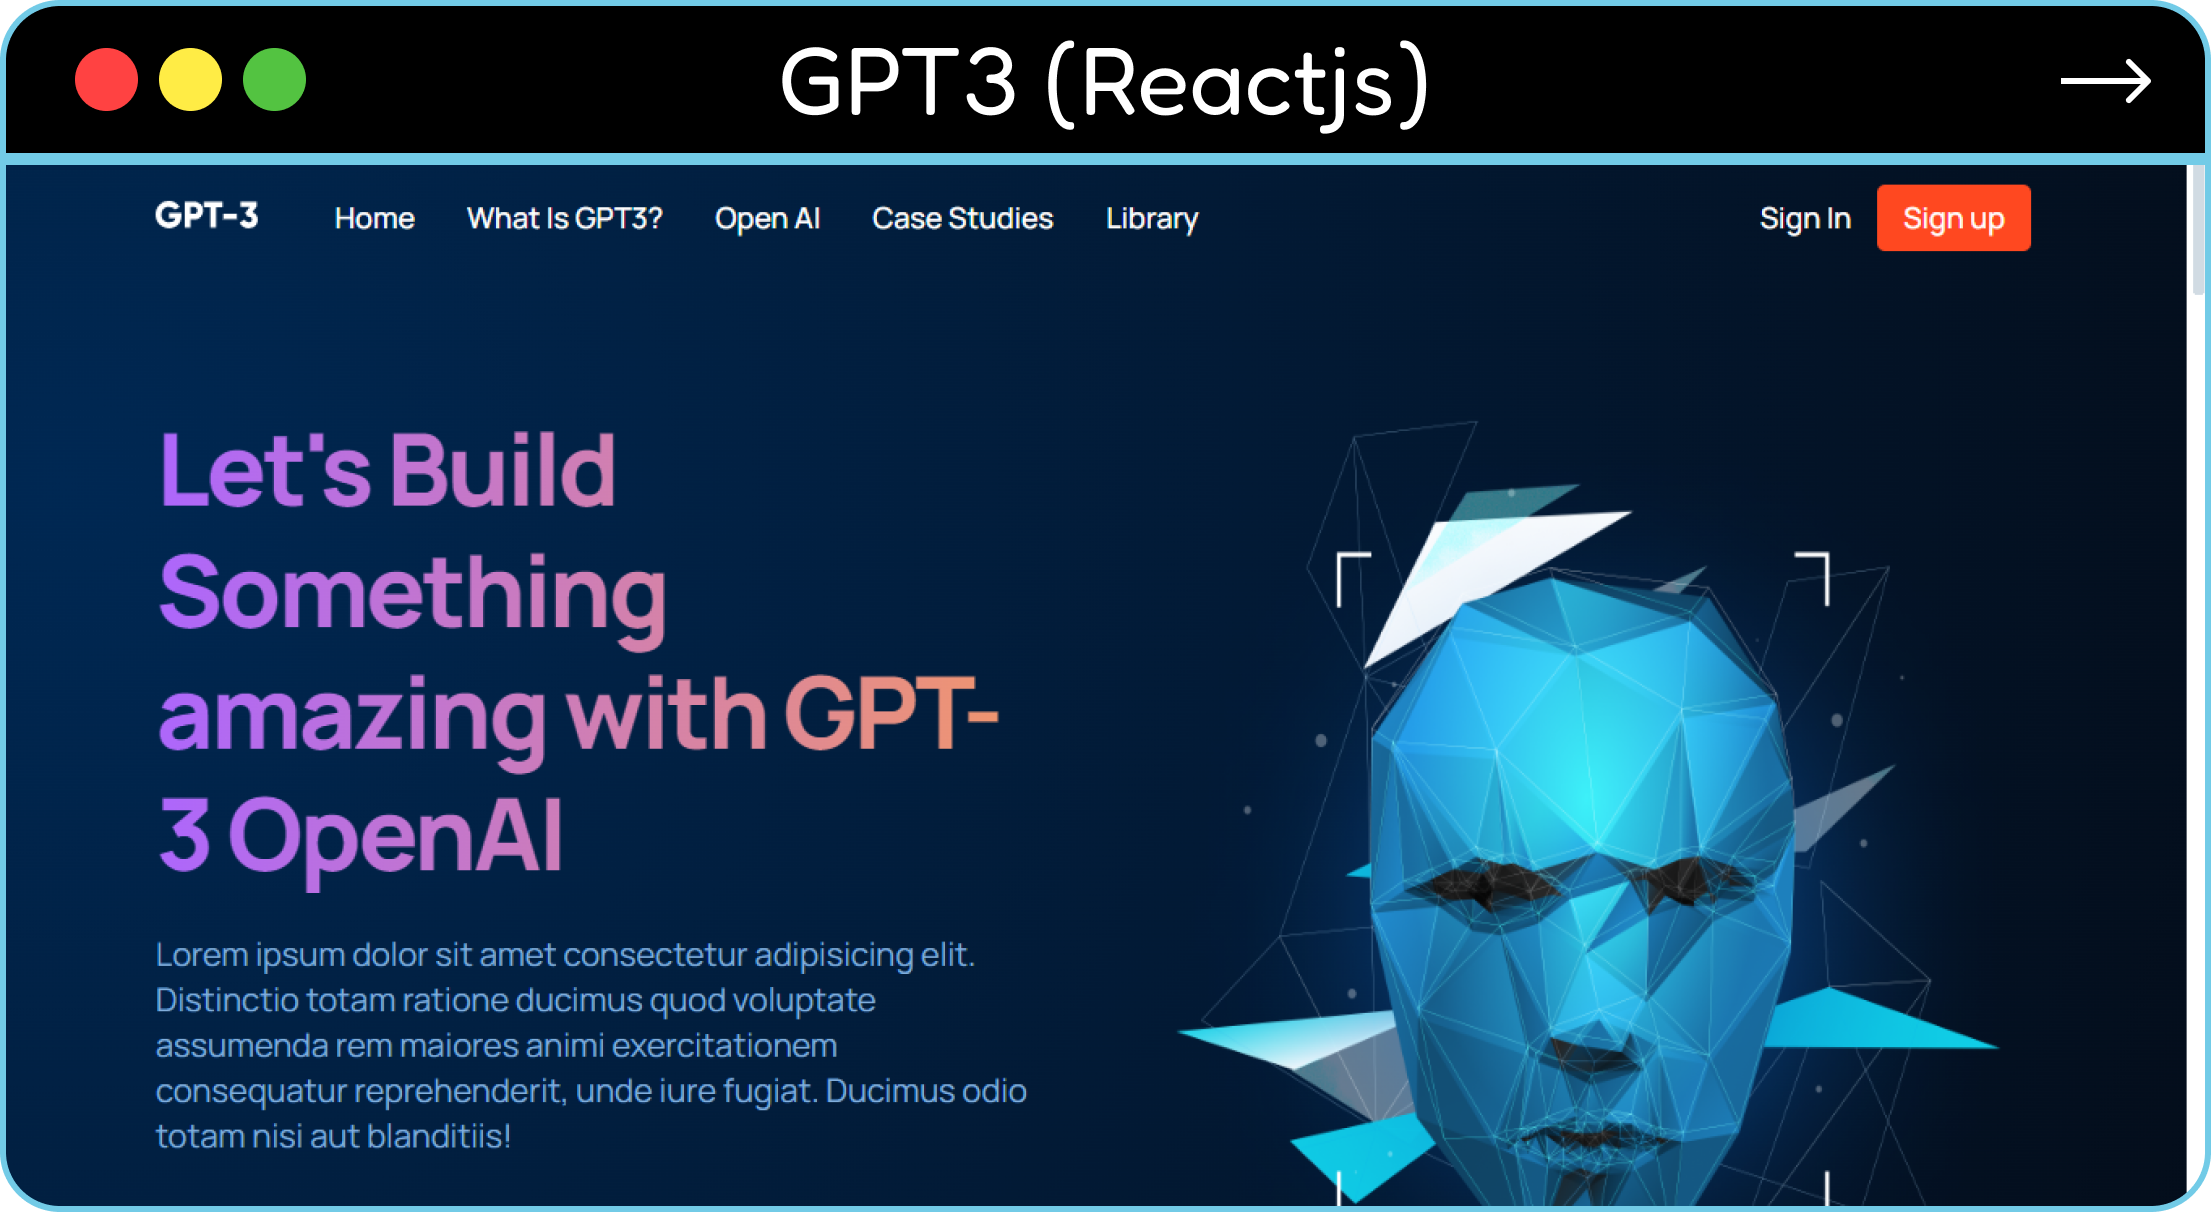 GPT3 (Reactjs)
GPT-3 Home What Is GPT3? Open AI Case Studies Library Sign In Sign up
Let's Build
Something
amazing with GPT-
3 OpenAI
Lorem ipsum dolor sit amet consectetur adipisicing elit.
Distinctio totam ratione ducimus quod voluptate
assumenda rem maiores animi exercitationem
consequatur reprehenderit, unde iure fugiat. Ducimus odio
totam nisi aut blanditiis!